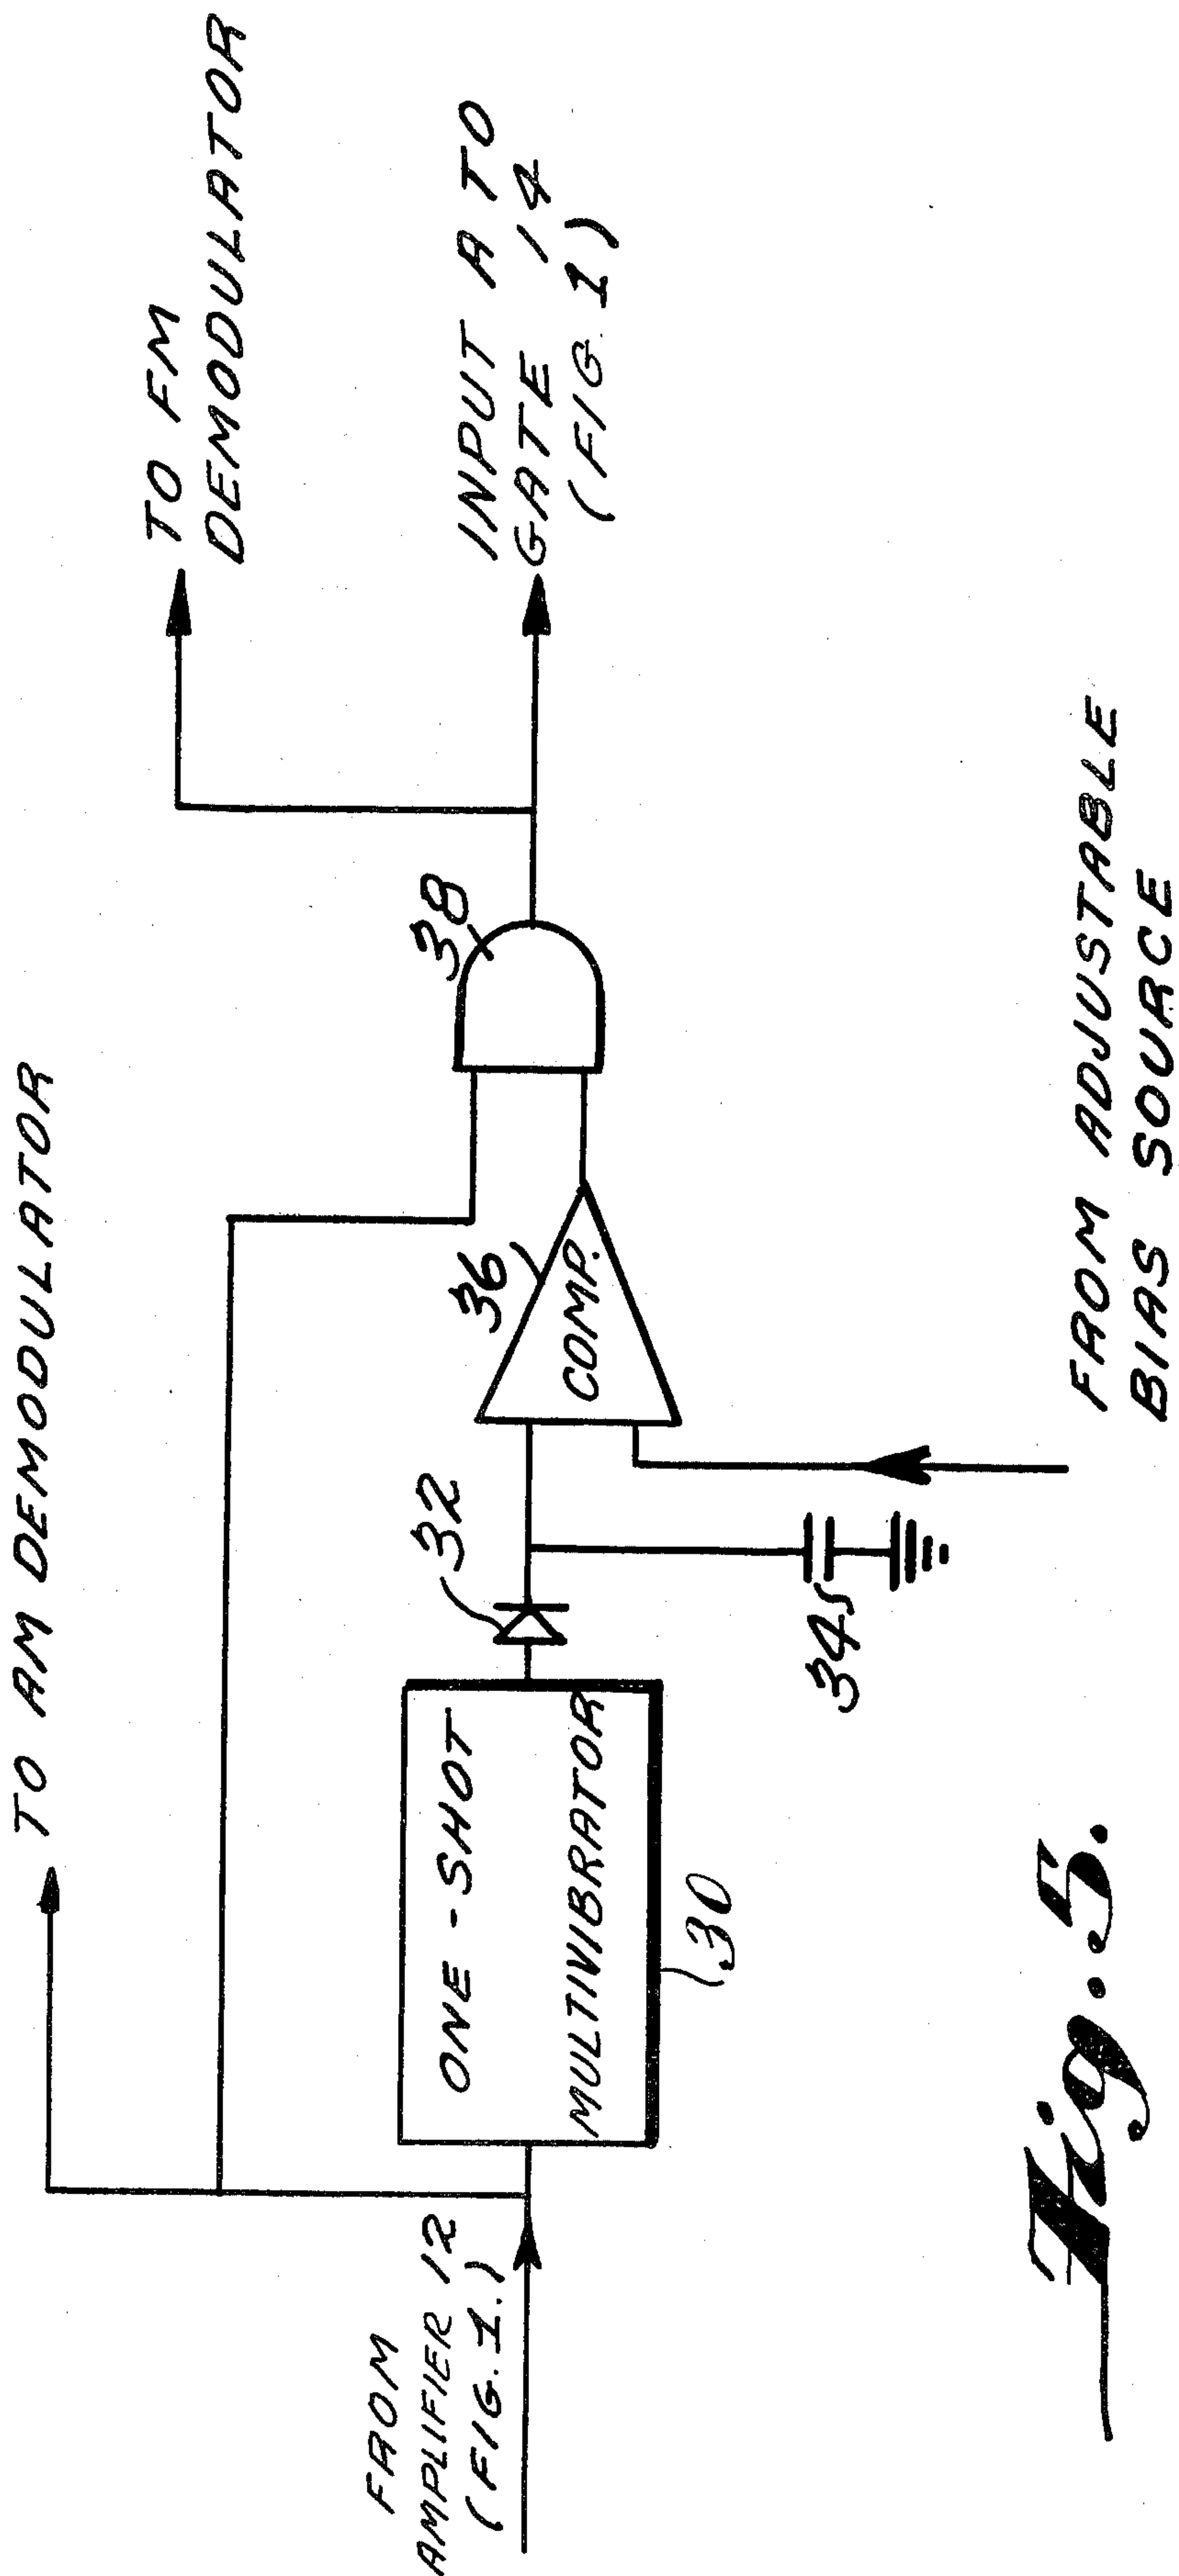 TO AM DEMODULATOR
TO FM
DEMODULATOR
FROM
AMPLIFIER 12
(FIG. 1.)
ONE-SHOT
MULTIVIBRATOR
30
32
34
36
COMP.
38
INPUT A TO
GATE 14
(FIG. 1)
FROM ADJUSTABLE
BIAS SOURCE
Fig. 5.